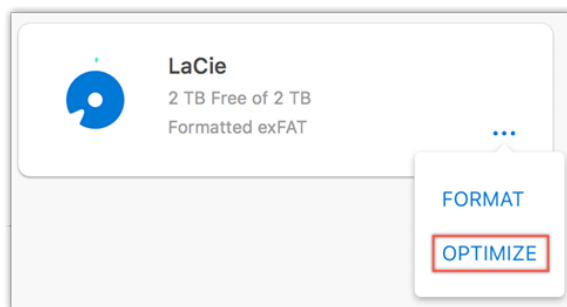 LaCie
2 TB Free of 2 TB
Formatted exFAT
FORMAT
OPTIMIZE